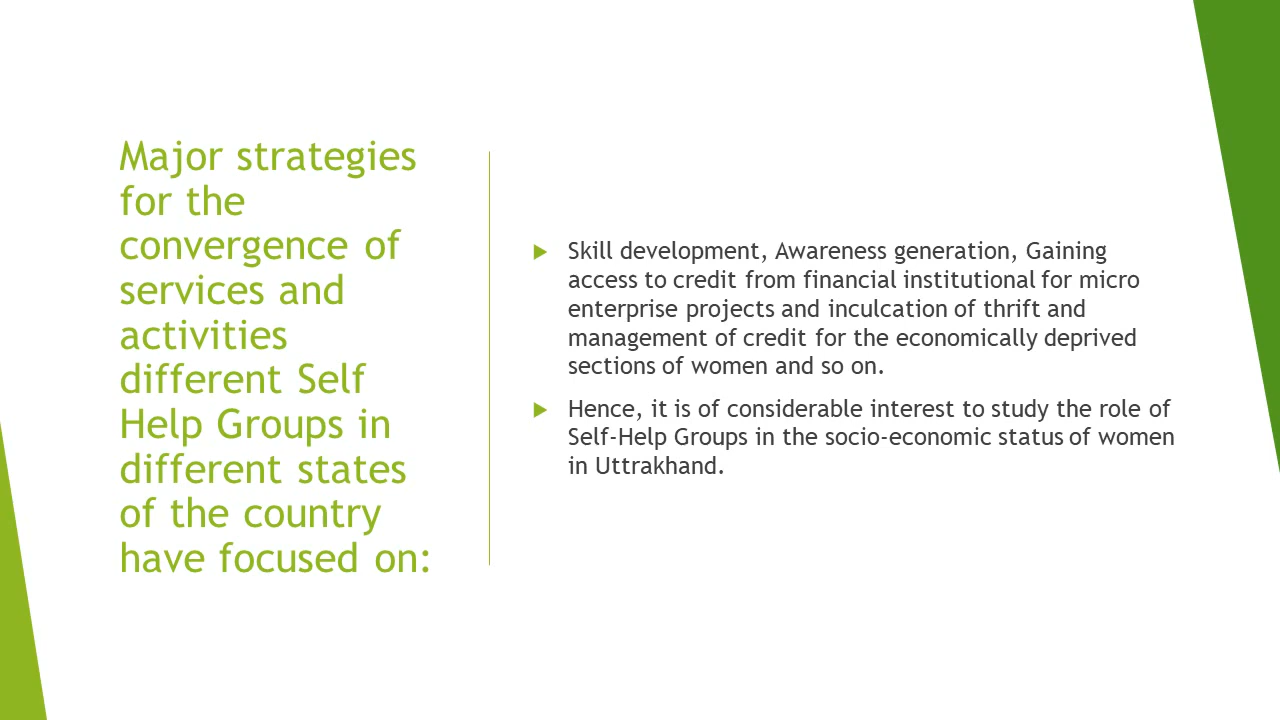 Major strategies
for the
convergence of
services and
activities
different Self
Help Groups in
different states
of the country
have focused on:
Skill development, Awareness generation, Gaining
access to credit from financial institutional for micro
enterprise projects and inculcation of thrift and
management of credit for the economically deprived
sections of women and so on.
Hence, it is of considerable interest to study the role of
Self-Help Groups in the socio-economic status of women
in Uttrakhand.